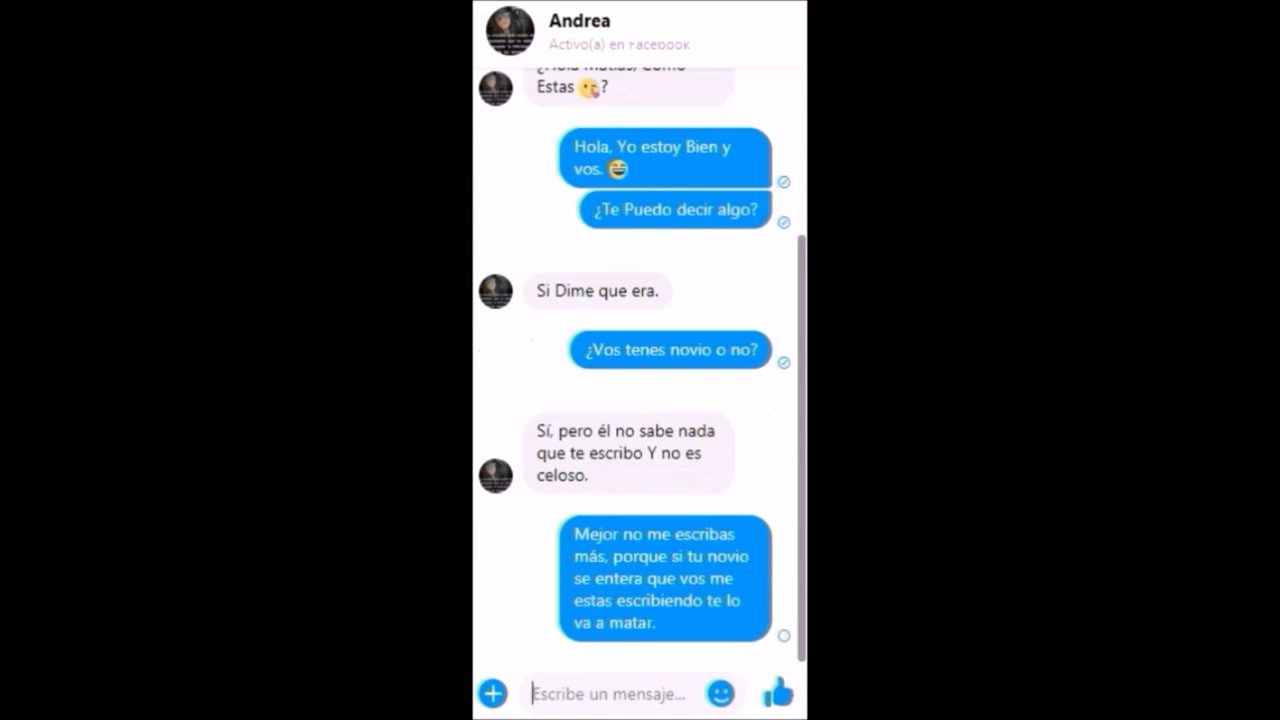 Andrea
Activo(a) en Facebook
¿Hola Matias, Como
Estas ?
Hola, Yo estoy Bien y
vos.
¿Te Puedo decir algo?
Si Dime que era.
¿Vos tenes novio o no?
Sí, pero él no sabe nada
que te escribo Y no es
celoso.
Mejor no me escribas
más, porque si tu novio
se entera que vos me
estas escribiendo te lo
va a matar.
Escribe un mensaje...